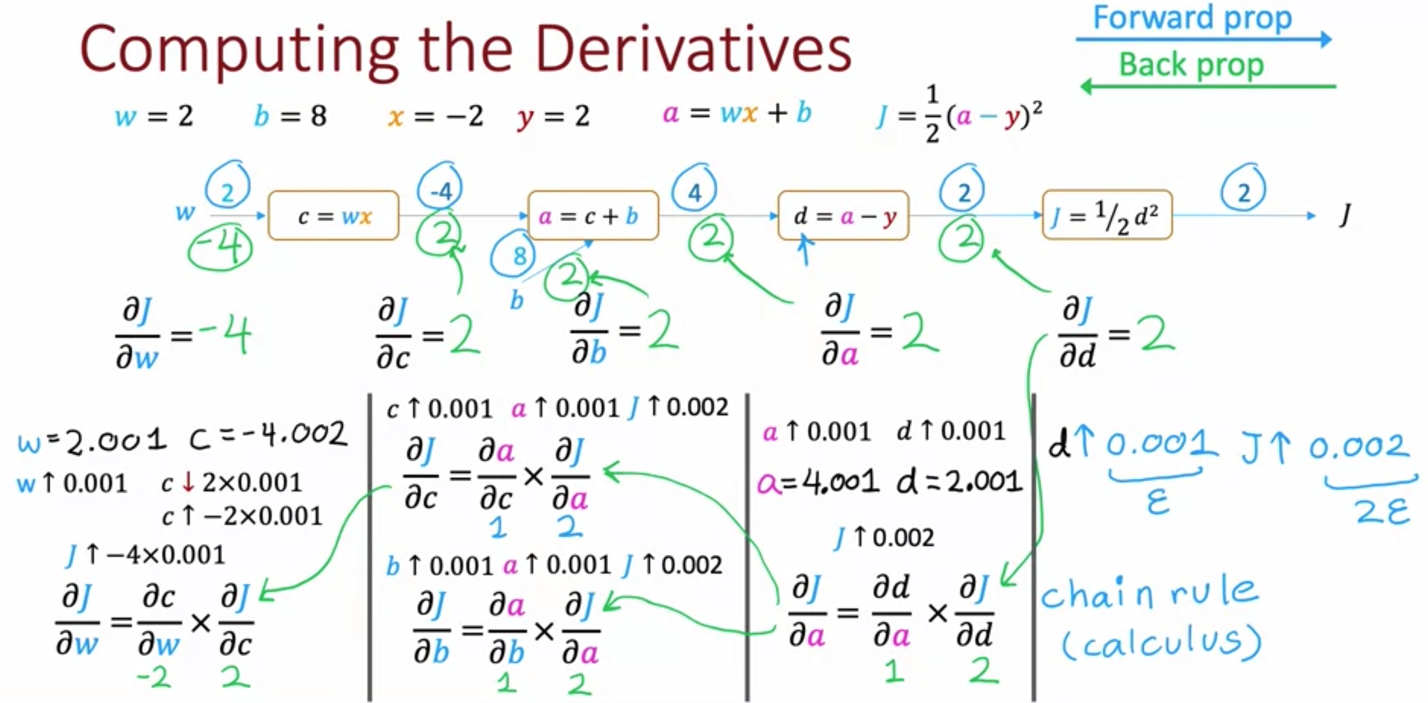 Computing the Derivatives
Forward prop
Back prop
w = 2 b = 8 x = −2 y = 2 a = wx + b J = 1/2 (a − y)²
2 -4 4 2 2
w c = wx a = c + b d = a − y J = 1/2 d² J
-4 2 8 2 2 2
b
∂J/∂w = -4 ∂J/∂c = 2 ∂J/∂b = 2 ∂J/∂a = 2 ∂J/∂d = 2
w=2.001 c=-4.002
w ↑ 0.001 c ↓ 2×0.001
c ↑ −2×0.001
J ↑ −4×0.001
∂J/∂w = ∂c/∂w × ∂J/∂c
-2 2
c ↑ 0.001 a ↑ 0.001 J ↑ 0.002
∂J/∂c = ∂a/∂c × ∂J/∂a
1 2
b ↑ 0.001 a ↑ 0.001 J ↑ 0.002
∂J/∂b = ∂a/∂b × ∂J/∂a
1 2
a ↑ 0.001 d ↑ 0.001
a=4.001 d=2.001
J ↑ 0.002
∂J/∂a = ∂d/∂a × ∂J/∂d
1 2
d↑ 0.001 J↑ 0.002
ε 2ε
chain rule
(calculus)